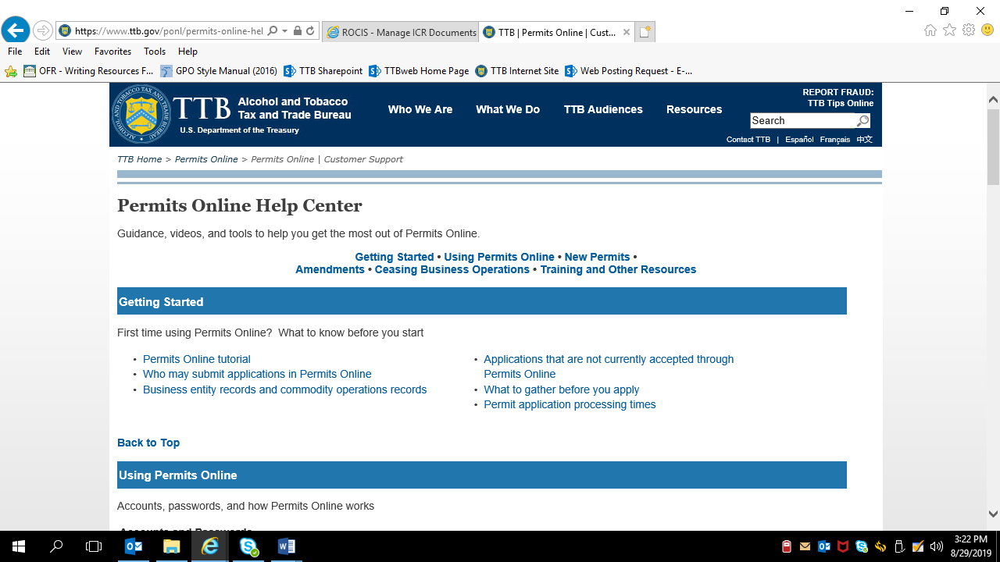 https://www.ttb.gov/ponl/permits-online-hel
ROCIS - Manage ICR Documents
TTB | Permits Online | Cust...
File Edit View Favorites Tools Help
OFR - Writing Resources F... GPO Style Manual (2016) TTB Sharepoint TTBweb Home Page TTB Internet Site Web Posting Request - E-...
TTB Alcohol and Tobacco
Tax and Trade Bureau
U.S. Department of the Treasury
Who We Are What We Do TTB Audiences Resources
REPORT FRAUD:
TTB Tips Online
Search
Contact TTB | Español Français 中文
TTB Home > Permits Online > Permits Online | Customer Support
Permits Online Help Center
Guidance, videos, and tools to help you get the most out of Permits Online.
Getting Started • Using Permits Online • New Permits •
Amendments • Ceasing Business Operations • Training and Other Resources
Getting Started
First time using Permits Online? What to know before you start
• Permits Online tutorial
• Who may submit applications in Permits Online
• Business entity records and commodity operations records
• Applications that are not currently accepted through
Permits Online
• What to gather before you apply
• Permit application processing times
Back to Top
Using Permits Online
Accounts, passwords, and how Permits Online works
Accounts and Passwords
3:22 PM
8/29/2019